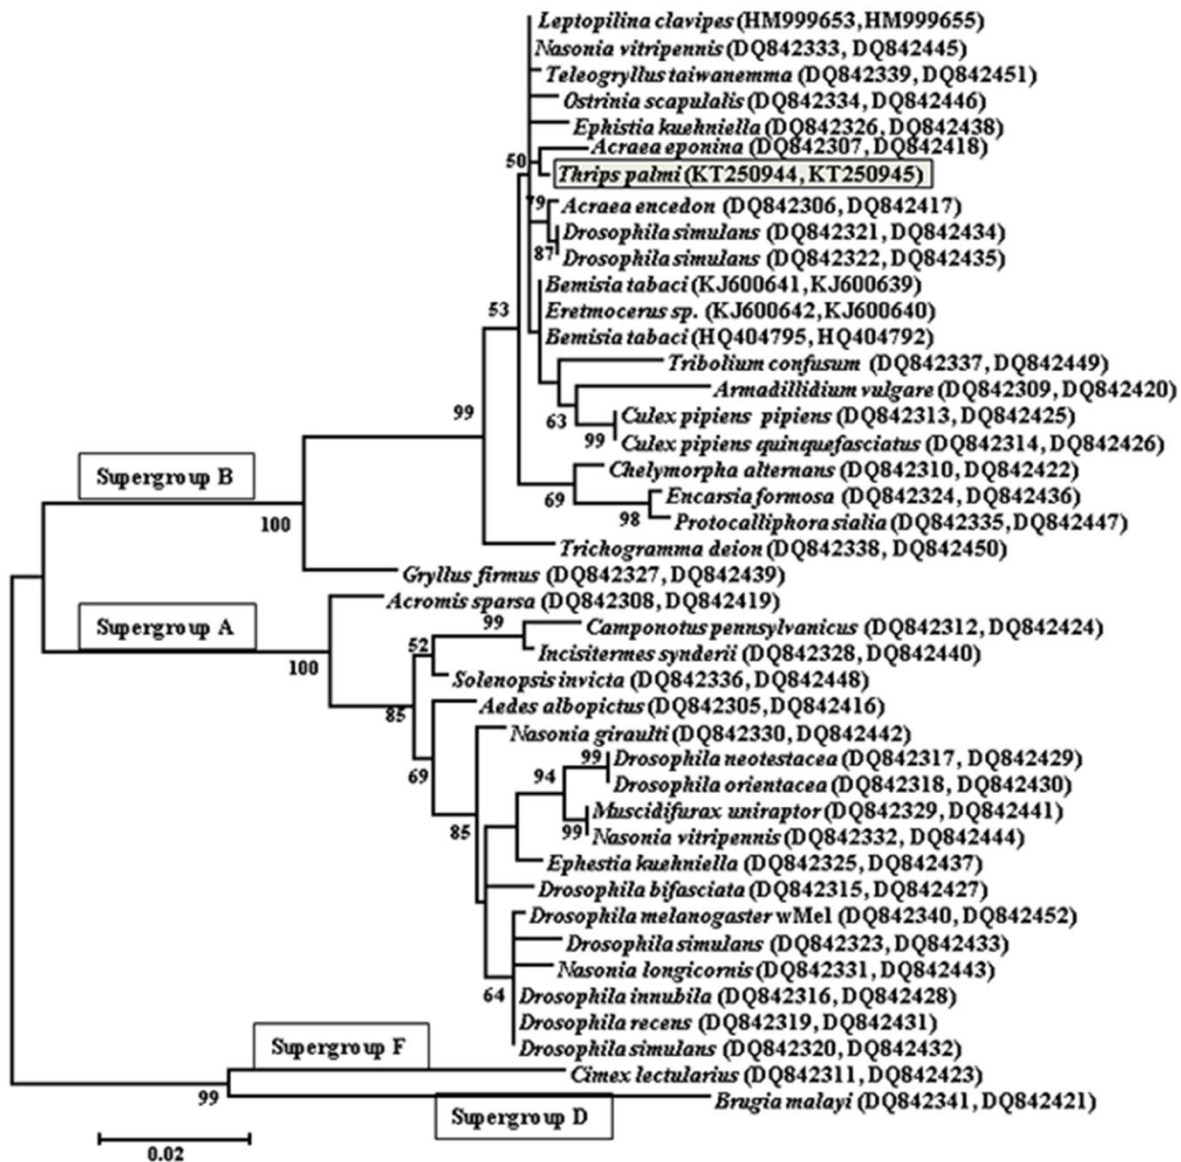 Leptopilina clavipes (HM999653,HM999655)
Nasonia vitripennis (DQ842333, DQ842445)
Teleogryllus taiwanemma (DQ842339, DQ842451)
Ostrinia scapulalis (DQ842334, DQ842446)
Ephistia kuehniella (DQ842326, DQ842438)
Acraea eponina (DQ842307, DQ842418)
50
Thrips palmi (KT250944, KT250945)
79
Acraea encedon (DQ842306, DQ842417)
Drosophila simulans (DQ842321, DQ842434)
87
Drosophila simulans (DQ842322, DQ842435)
Bemisia tabaci (KJ600641, KJ600639)
53
Eretmocerus sp. (KJ600642,KJ600640)
Bemisia tabaci (HQ404795, HQ404792)
Tribolium confusum (DQ842337, DQ842449)
Armadillidium vulgare (DQ842309, DQ842420)
99
63
Culex pipiens pipiens (DQ842313, DQ842425)
99
Culex pipiens quinquefasciatus (DQ842314, DQ842426)
Chelymorpha alternans (DQ842310, DQ842422)
Supergroup B
69
Encarsia formosa (DQ842324, DQ842436)
98
Protocalliphora sialia (DQ842335, DQ842447)
100
Trichogramma deion (DQ842338, DQ842450)
Gryllus firmus (DQ842327, DQ842439)
Acromis sparsa (DQ842308, DQ842419)
Supergroup A
99
Camponotus pennsylvanicus (DQ842312, DQ842424)
52
Incisitermes synderii (DQ842328, DQ842440)
100
Solenopsis invicta (DQ842336, DQ842448)
85
Aedes albopictus (DQ842305, DQ842416)
Nasonia giraulti (DQ842330, DQ842442)
99
Drosophila neotestacea (DQ842317, DQ842429)
69
94
Drosophila orientacea (DQ842318, DQ842430)
Muscidifurax uniraptor (DQ842329, DQ842441)
85
99
Nasonia vitripennis (DQ842332, DQ842444)
Ephestia kuehniella (DQ842325, DQ842437)
Drosophila bifasciata (DQ842315, DQ842427)
Drosophila melanogaster wMel (DQ842340, DQ842452)
Drosophila simulans (DQ842323, DQ842433)
Nasonia longicornis (DQ842331, DQ842443)
64
Drosophila innubila (DQ842316, DQ842428)
Drosophila recens (DQ842319, DQ842431)
Supergroup F
Drosophila simulans (DQ842320, DQ842432)
Cimex lectularius (DQ842311, DQ842423)
99
Brugia malayi (DQ842341, DQ842421)
Supergroup D
0.02